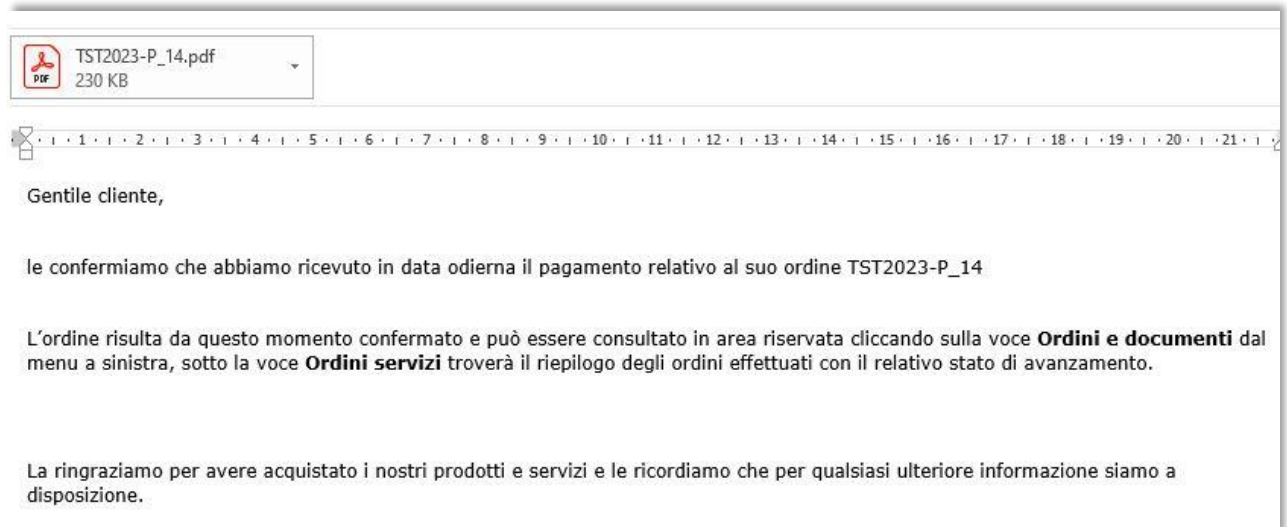 TST2023-P_14.pdf
PDF
230 KB
1 2 3 4 5 6 7 8 9 10 11 12 13 14 15 16 17 18 19 20 21
Gentile cliente,
le confermiamo che abbiamo ricevuto in data odierna il pagamento relativo al suo ordine TST2023-P_14
L´ordine risulta da questo momento confermato e può essere consultato in area riservata cliccando sulla voce Ordini e documenti dal
menu a sinistra, sotto la voce Ordini servizi troverà il riepilogo degli ordini effettuati con il relativo stato di avanzamento.
La ringraziamo per avere acquistato i nostri prodotti e servizi e le ricordiamo che per qualsiasi ulteriore informazione siamo a
disposizione.